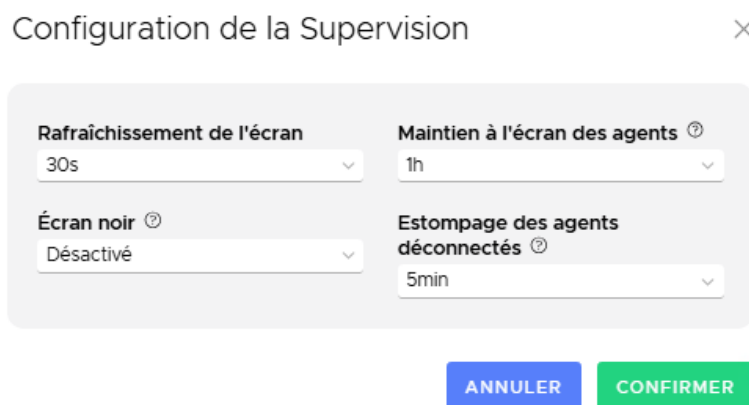 Configuration de la Supervision
Rafraîchissement de l'écran
30s
Maintien à l'écran des agents
1h
Écran noir
Désactivé
Estompage des agents
déconnectés
5min
ANNULER
CONFIRMER